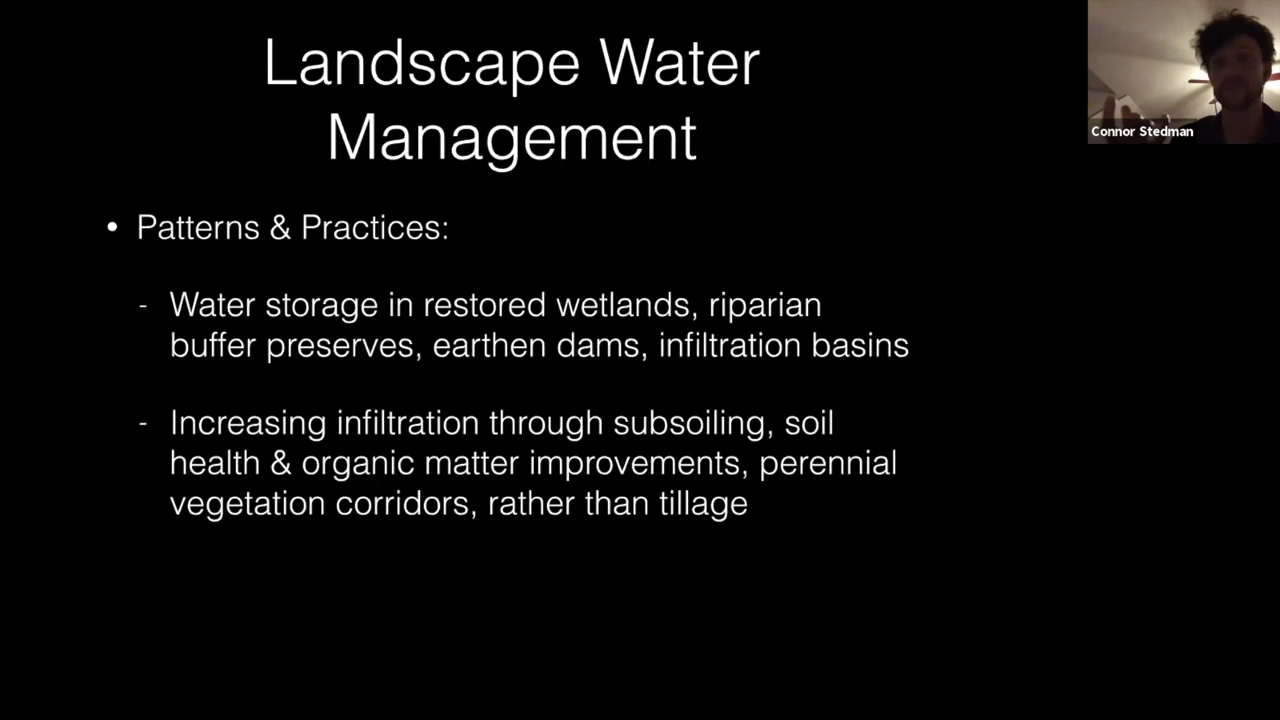 Landscape Water
Management
Connor Stedman
• Patterns & Practices:
- Water storage in restored wetlands, riparian
buffer preserves, earthen dams, infiltration basins
- Increasing infiltration through subsoiling, soil
health & organic matter improvements, perennial
vegetation corridors, rather than tillage